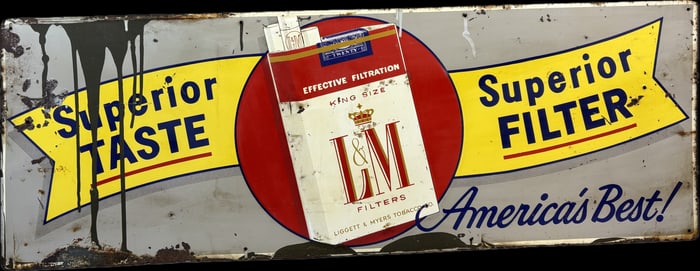 Superior
TASTE
EFFECTIVE FILTRATION
KING SIZE
L&M
FILTERS
LIGGETT & MYERS TOBACCO CO
Superior
FILTER
America's Best!